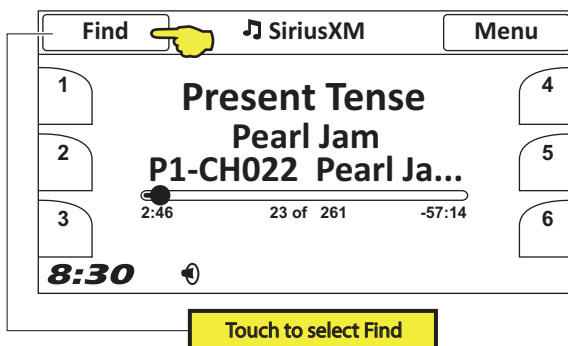 Find SiriusXM Menu
1 Present Tense 4
Pearl Jam
2 P1-CH022 Pearl Ja... 5
2:46 23 of 261 -57:14
3 6
8:30
Touch to select Find